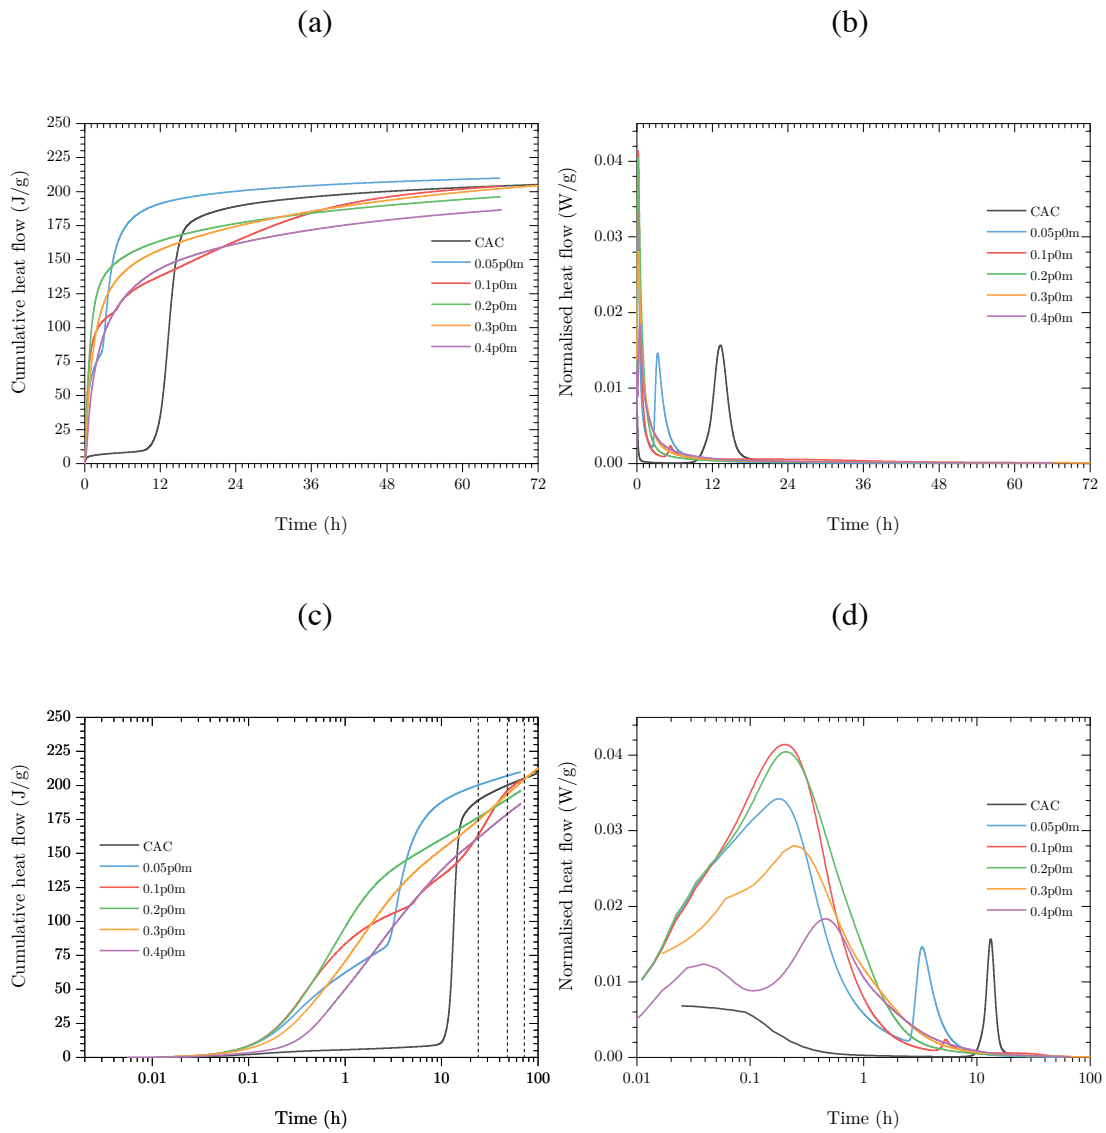 (a)
250
225
200
175
150
125
100
75
50
25
0
Cumulative heat flow (J/g)
CAC
0.05p0m
0.1p0m
0.2p0m
0.3p0m
0.4p0m
0 12 24 36 48 60 72
Time (h)
(b)
0.04
0.03
0.02
0.01
0.00
Normalised heat flow (W/g)
CAC
0.05p0m
0.1p0m
0.2p0m
0.3p0m
0.4p0m
0 12 24 36 48 60 72
Time (h)
(c)
250
225
200
175
150
125
100
75
50
25
0
Cumulative heat flow (J/g)
CAC
0.05p0m
0.1p0m
0.2p0m
0.3p0m
0.4p0m
0.01 0.1 1 10 100
Time (h)
(d)
0.04
0.03
0.02
0.01
0.00
Normalised heat flow (W/g)
CAC
0.05p0m
0.1p0m
0.2p0m
0.3p0m
0.4p0m
0.01 0.1 1 10 100
Time (h)